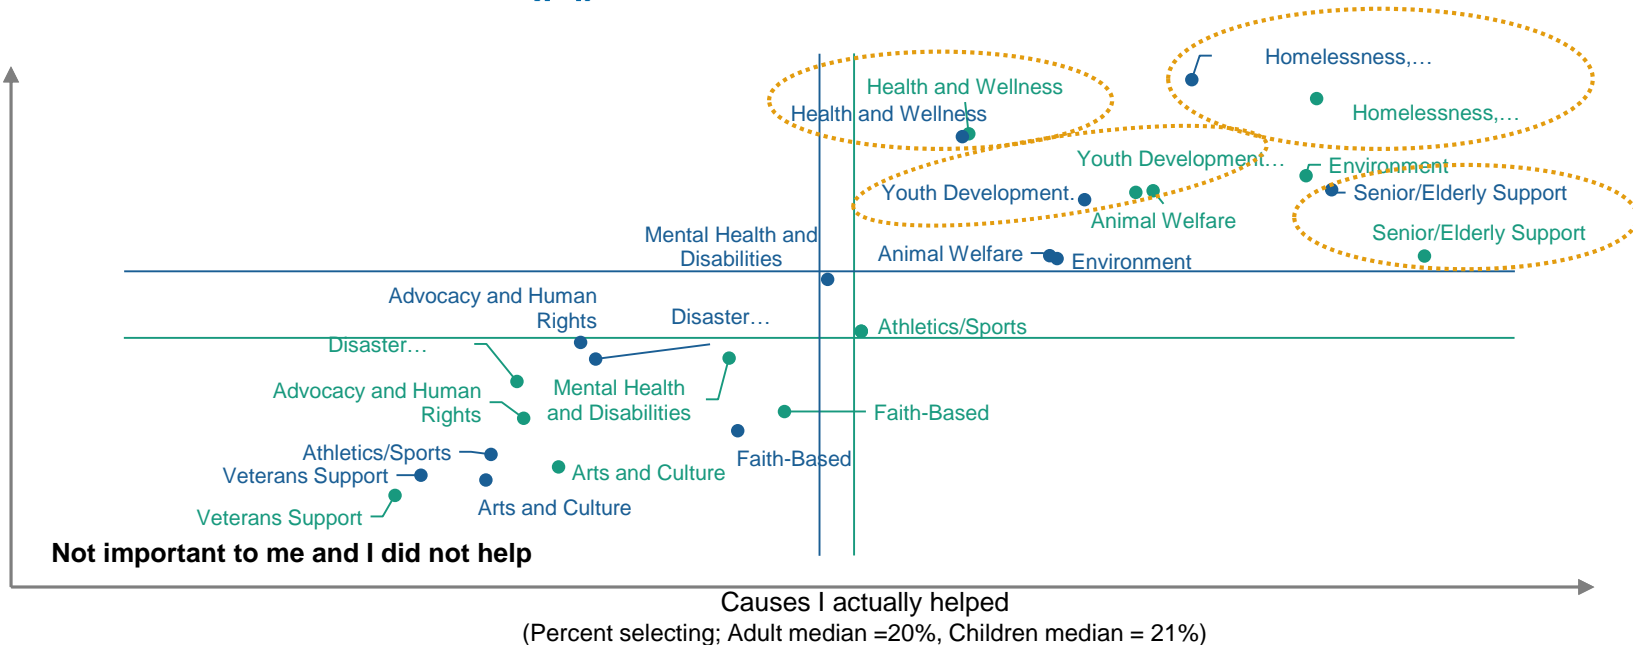 Homelessness,…
Health and Wellness
Health and Wellness
Homelessness,…
Youth Development…
Environment
Youth Development.
Senior/Elderly Support
Animal Welfare
Senior/Elderly Support
Mental Health and
Disabilities
Animal Welfare
Environment
Advocacy and Human
Rights
Disaster…
Athletics/Sports
Disaster…
Mental Health
and Disabilities
Advocacy and Human
Rights
Faith-Based
Athletics/Sports
Faith-Based
Veterans Support
Arts and Culture
Arts and Culture
Veterans Support
Not important to me and I did not help
Causes I actually helped
(Percent selecting; Adult median =20%, Children median = 21%)